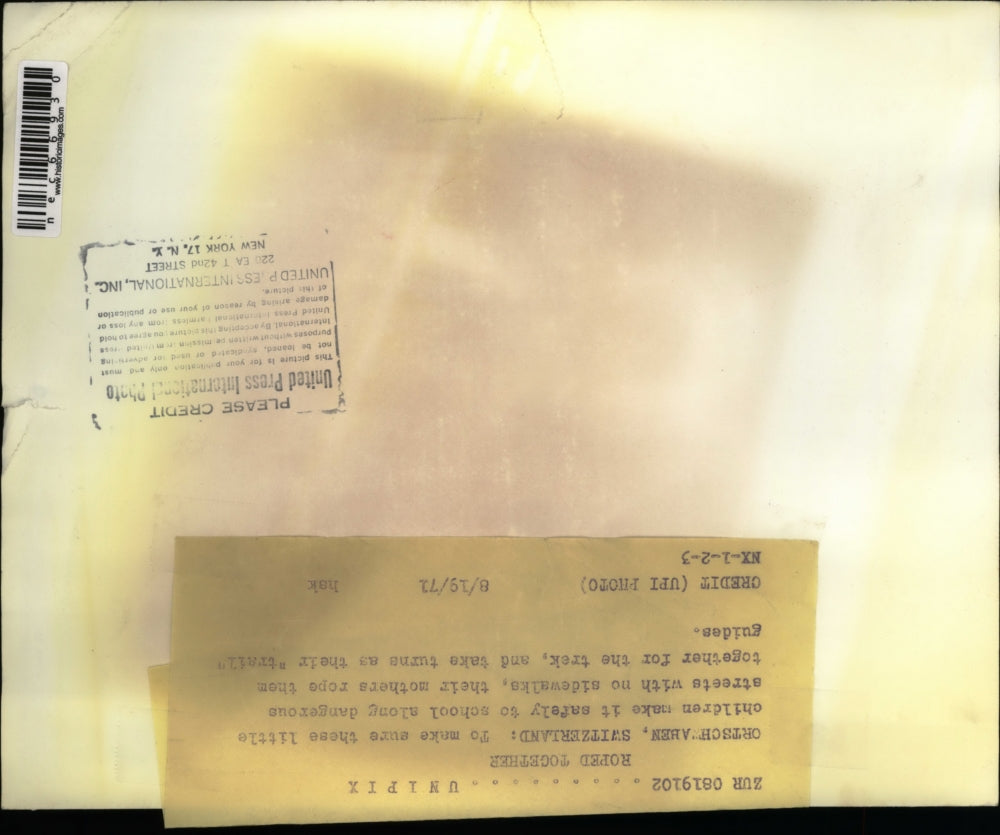 ZUR 0819102 . . . . . . . . . . U N I P I X
ROPED TOGETHER
ORTSCHWABEN, SWITZERLAND: To make sure these little
children make it safely to school along dangerous
streets with no sidewalks, their mothers rope them
together for the trek, and take turns as their "trail"
guides.
CREDIT (UPI PHOTO) 8/19/71 hsk
NX-1-2-3
PLEASE CREDIT
United Press International Photo
This picture is for your publication only and must
not be loaned, syndicated or used for advertising
purposes without written permission from United Press
International. By accepting this picture you agree to hold
United Press International harmless from any loss or
damage arising by reason of your use or publication
of this picture.
UNITED PRESS INTERNATIONAL, INC.
220 EAST 42nd STREET
NEW YORK 17, N. Y.
nec66930
www.historicimages.com